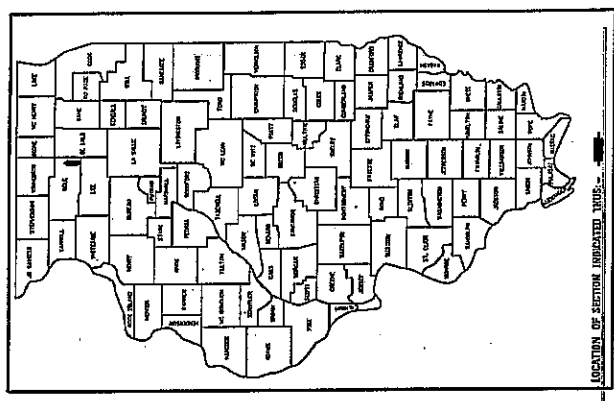 JO DAVIESS
STEPHENSON
WINNEBAGO
BOONE
MC HENRY
LAKE
CARROLL
OGLE
DE KALB
KANE
COOK
DU PAGE
WHITESIDE
LEE
KENDALL
WILL
ROCK ISLAND
HENRY
BUREAU
LA SALLE
GRUNDY
KANKAKEE
MERCER
PUTNAM
STARK
MARSHALL
LIVINGSTON
IROQUOIS
HENDERSON
WARREN
KNOX
PEORIA
WOODFORD
FORD
HANCOCK
MC DONOUGH
FULTON
TAZEWELL
MC LEAN
SCHUYLER
MASON
LOGAN
DE WITT
PIATT
CHAMPAIGN
VERMILION
ADAMS
BROWN
CASS
MENARD
MACON
DOUGLAS
EDGAR
PIKE
SCOTT
MORGAN
SANGAMON
CHRISTIAN
MOULTRIE
COLES
SHELBY
CUMBERLAND
CLARK
GREENE
MACOUPIN
MONTGOMERY
CALHOUN
JERSEY
FAYETTE
EFFINGHAM
JASPER
CRAWFORD
MADISON
BOND
CLAY
RICHLAND
LAWRENCE
ST. CLAIR
CLINTON
MARION
WAYNE
EDWARDS
WABASH
MONROE
WASHINGTON
JEFFERSON
RANDOLPH
PERRY
FRANKLIN
HAMILTON
WHITE
JACKSON
WILLIAMSON
SALINE
GALLATIN
UNION
JOHNSON
POPE
HARDIN
ALEXANDER
PULASKI
MASSAC
LOCATION OF SECTION INDICATED THUS:-